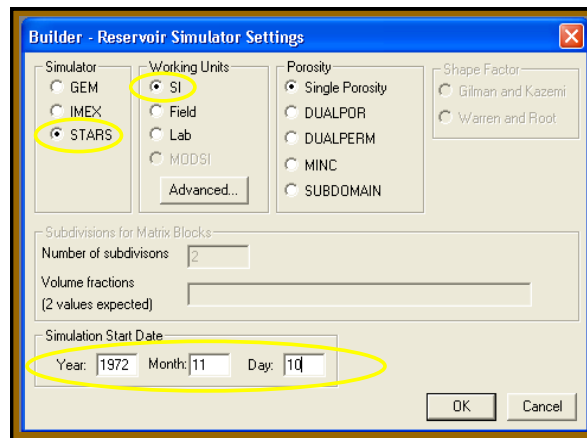 Builder - Reservoir Simulator Settings
Simulator
GEM
IMEX
STARS
Working Units
SI
Field
Lab
MODSI
Advanced...
Porosity
Single Porosity
DUALPOR
DUALPERM
MINC
SUBDOMAIN
Shape Factor
Gilman and Kazemi
Warren and Root
Subdivisions for Matrix Blocks
Number of subdivisons 2
Volume fractions
(2 values expected)
Simulation Start Date
Year: 1972 Month: 11 Day: 10
OK Cancel